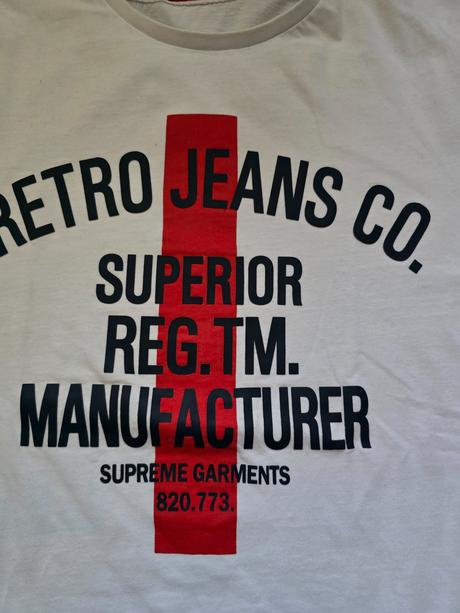 RETRO JEANS CO.
SUPERIOR
REG.TM.
MANUFACTURER
SUPREME GARMENTS
820.773.